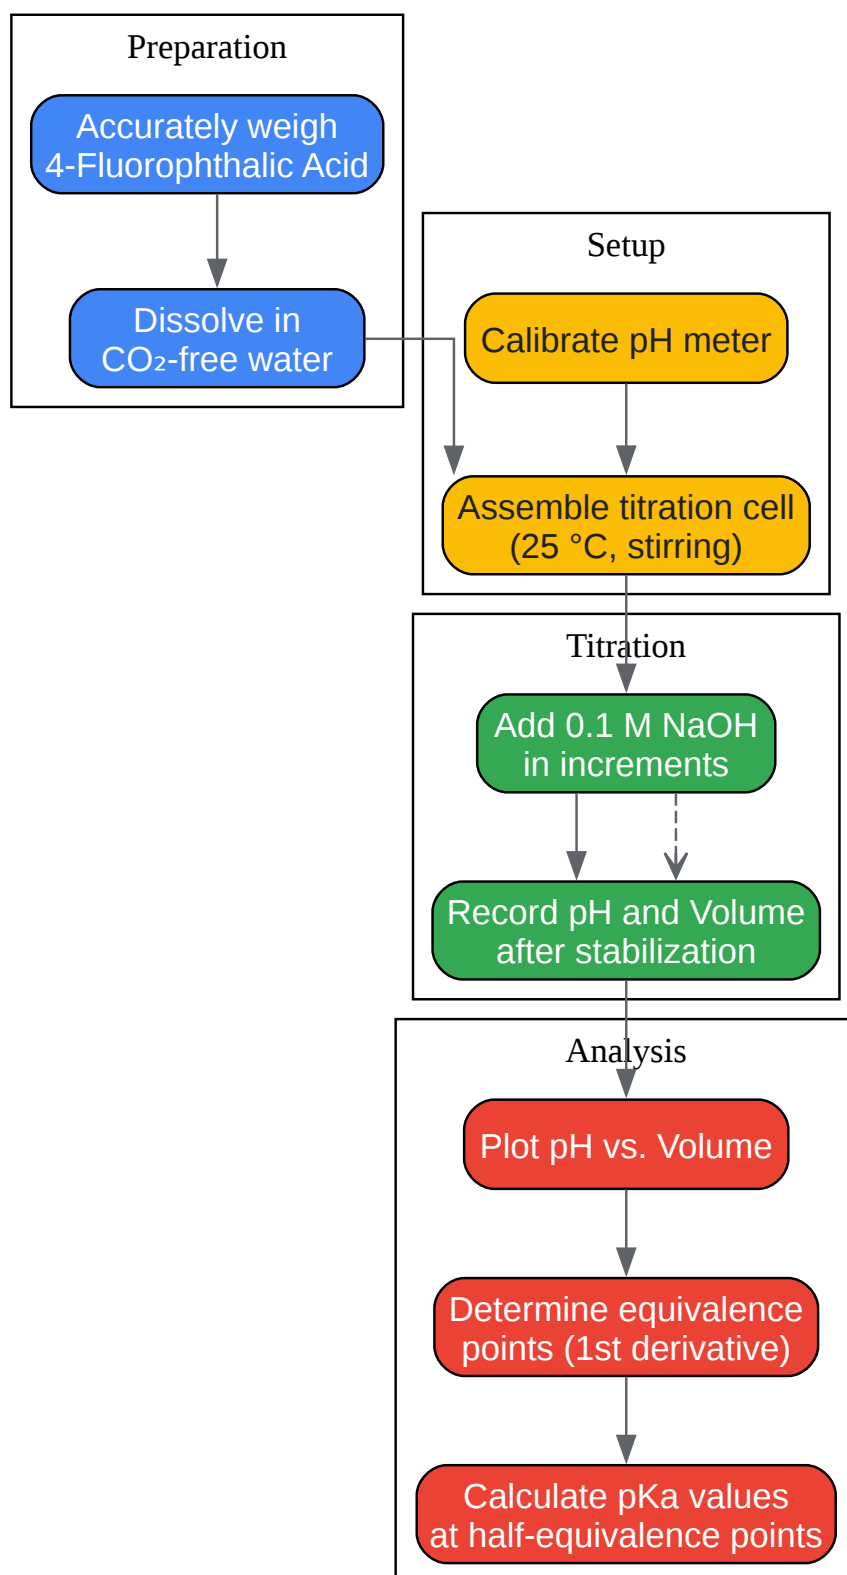 Preparation
Accurately weigh
4-Fluorophthalic Acid
Dissolve in
CO₂-free water
Setup
Calibrate pH meter
Assemble titration cell
(25 °C, stirring)
Titration
Add 0.1 M NaOH
in increments
Record pH and Volume
after stabilization
Analysis
Plot pH vs. Volume
Determine equivalence
points (1st derivative)
Calculate pKa values
at half-equivalence points